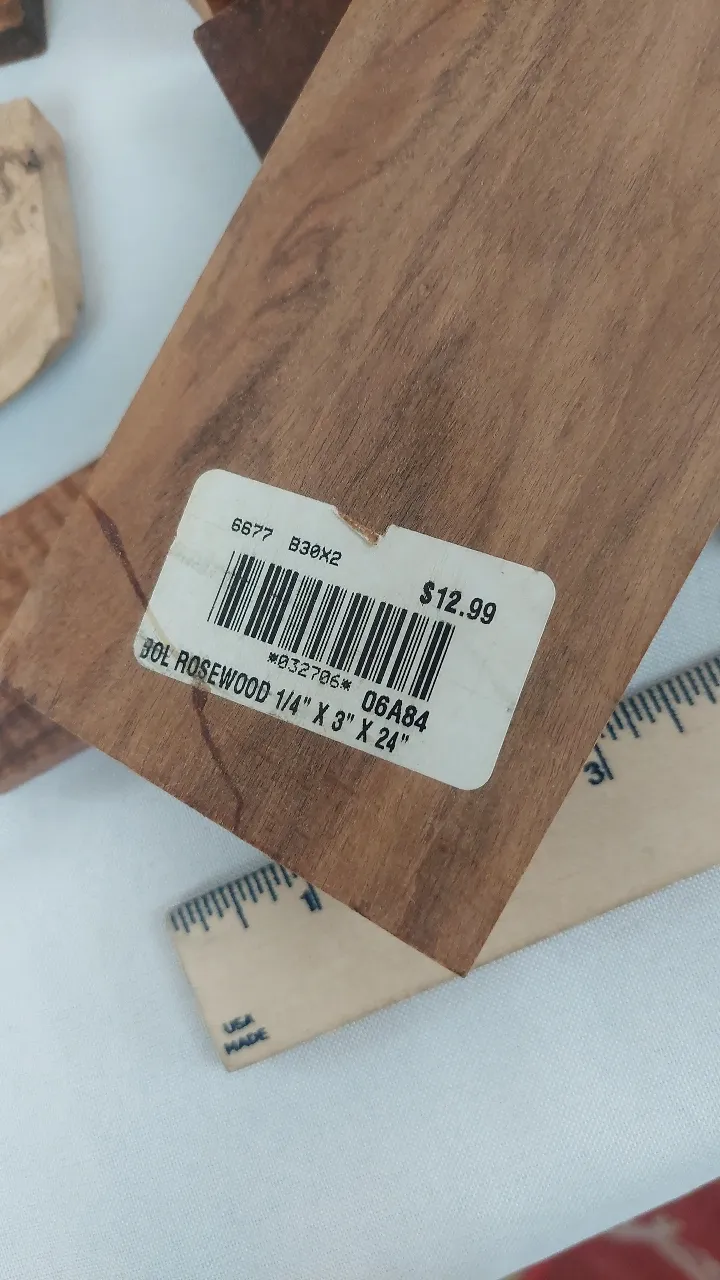 6677 B30X2
$12.99
*032706* 06A84
BOL ROSEWOOD 1/4" X 3" X 24"
1
3
USA
MADE